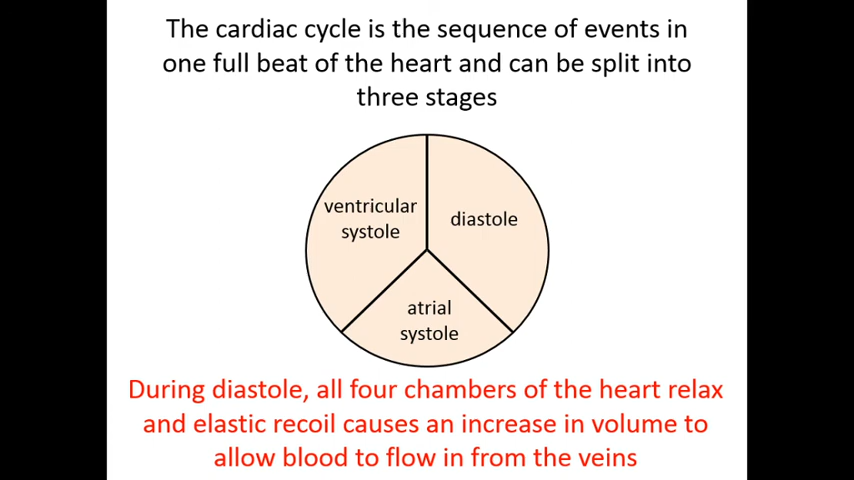 The cardiac cycle is the sequence of events in
one full beat of the heart and can be split into
three stages
ventricular
systole
diastole
atrial
systole
During diastole, all four chambers of the heart relax
and elastic recoil causes an increase in volume to
allow blood to flow in from the veins